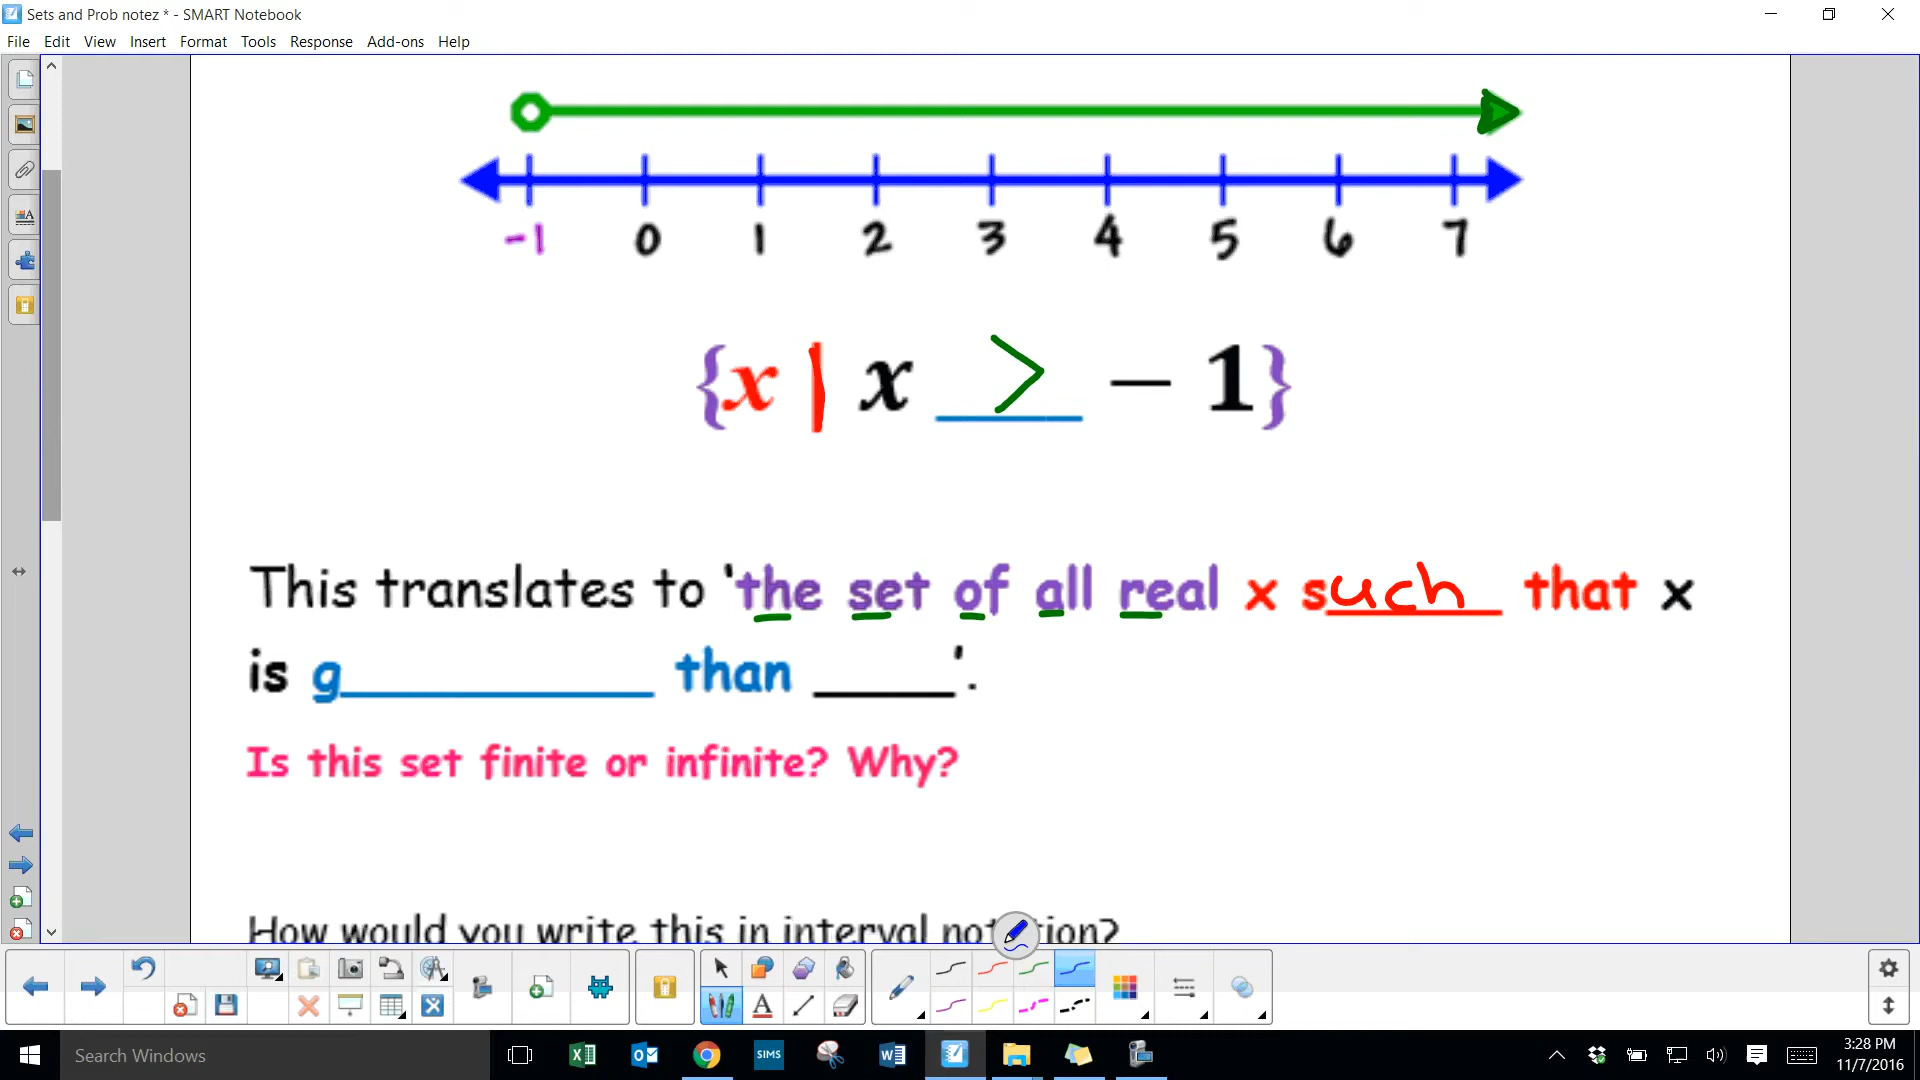 Sets and Prob notez * - SMART Notebook
File Edit View Insert Format Tools Response Add-ons Help
-1 0 1 2 3 4 5 6 7
{x | x > - 1}
This translates to 'the set of all real x such that x
is g__________ than _____'.
Is this set finite or infinite? Why?
How would you write this in interval notation?
Search Windows
SIMS
3:28 PM
11/7/2016